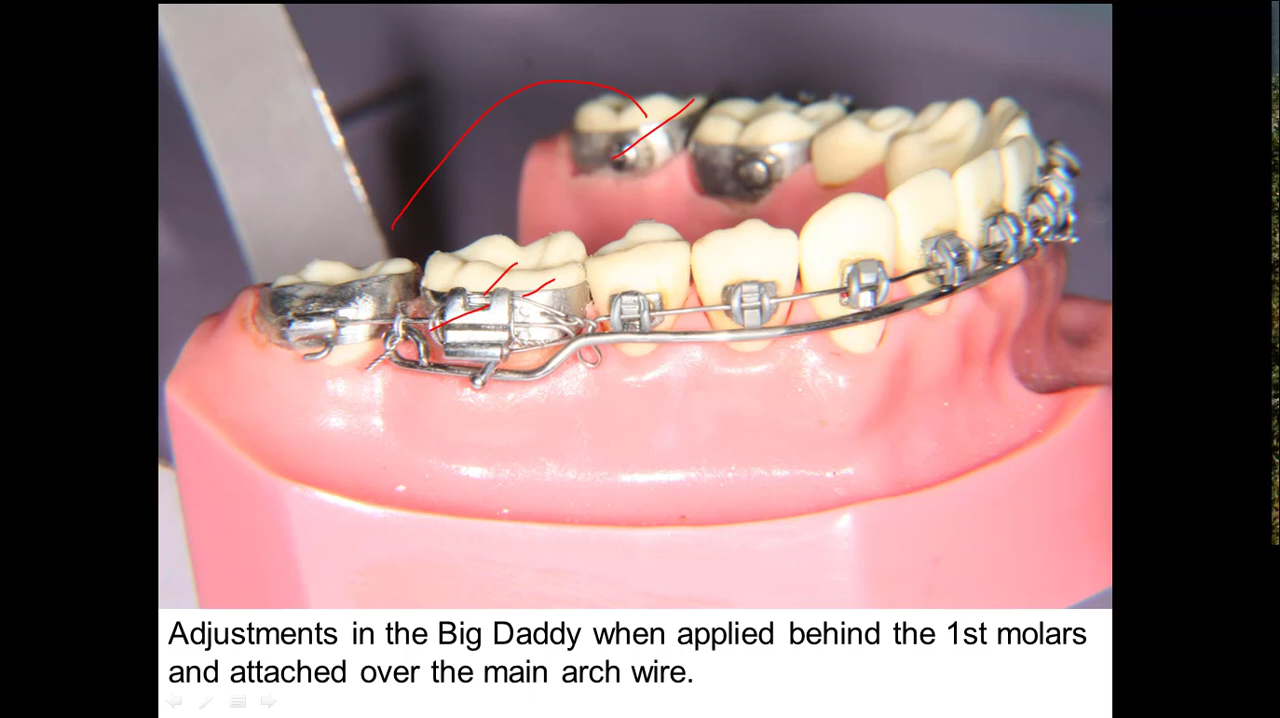 Adjustments in the Big Daddy when applied behind the 1st molars
and attached over the main arch wire.